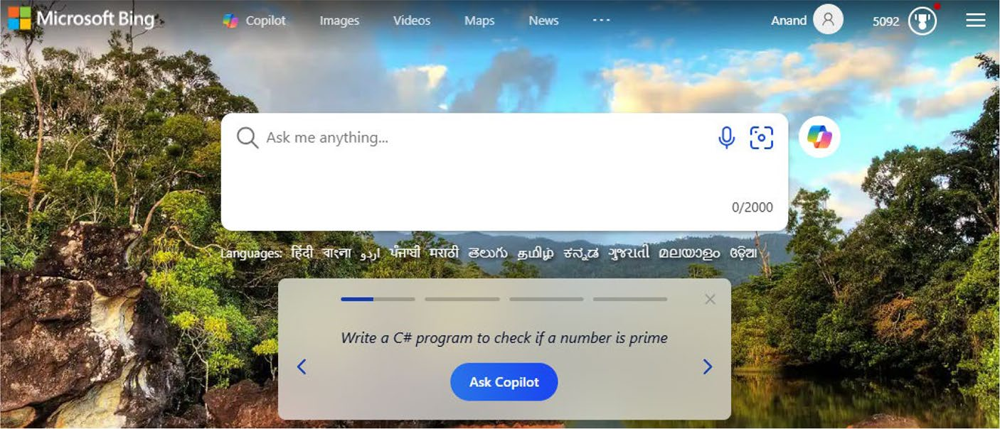 Microsoft Bing Copilot Images Videos Maps News ... Anand 5092
Ask me anything...
0/2000
Languages: हिंदी বাংলা اردو ਪੰਜਾਬੀ मराठी తెలుగు தமிழ் ಕನ್ನಡ ગુજરાતી മലയാളം ଓଡ଼ିଆ
Write a C# program to check if a number is prime
Ask Copilot